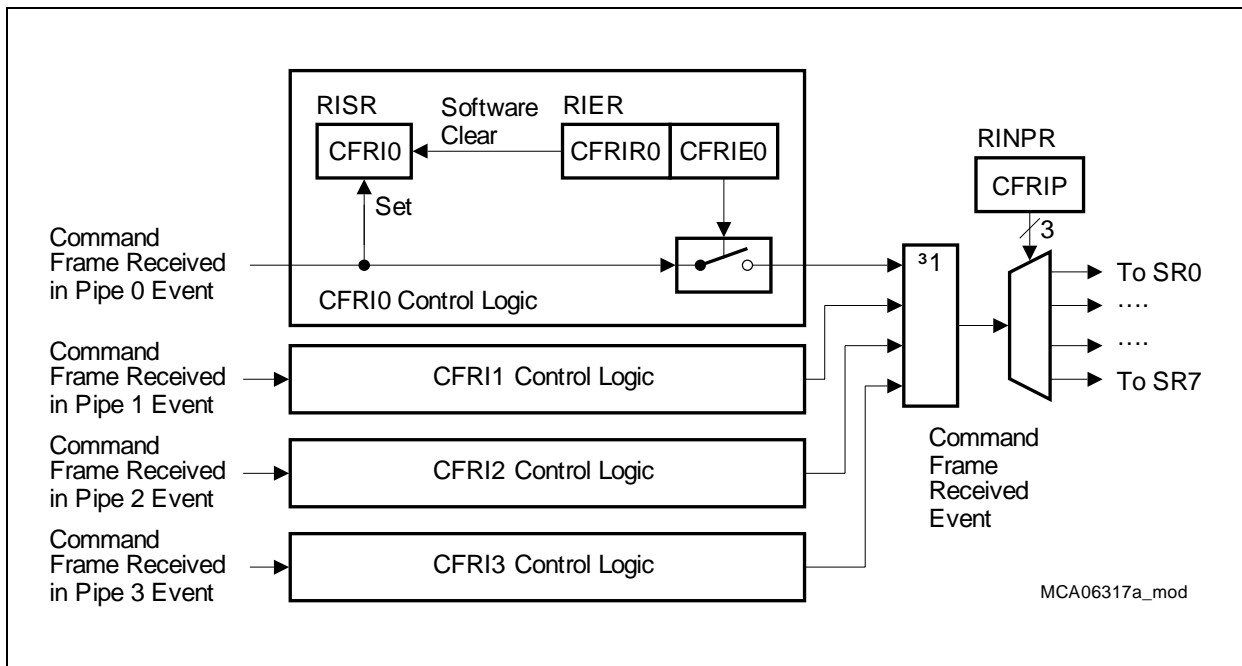 RISR
Software
Clear
RIER
CFRI0
CFRIR0
CFRIE0
Set
Command
Frame Received
in Pipe 0 Event
CFRI0 Control Logic
RINPR
CFRIP
3
³1
To SR0
....
....
To SR7
Command
Frame Received
in Pipe 1 Event
CFRI1 Control Logic
Command
Frame
Received
Event
Command
Frame Received
in Pipe 2 Event
CFRI2 Control Logic
Command
Frame Received
in Pipe 3 Event
CFRI3 Control Logic
MCA06317a_mod